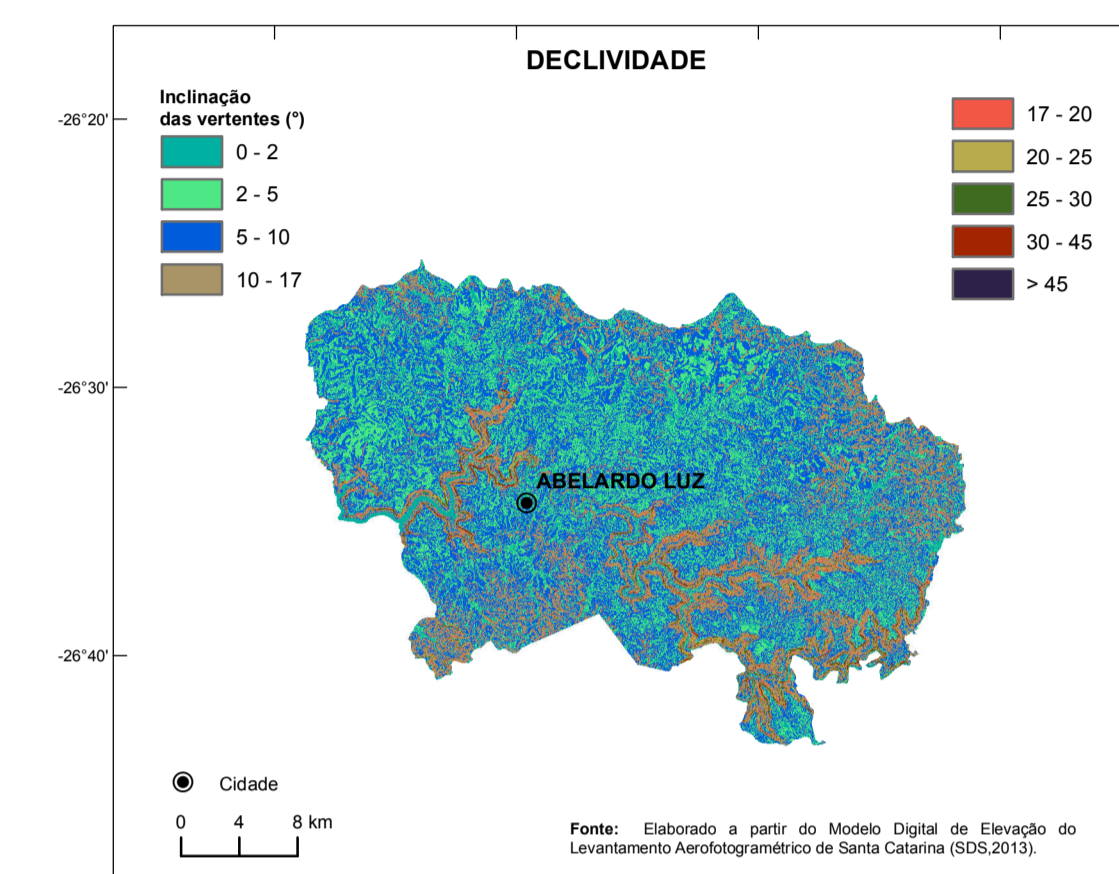 DECLIVIDADE
Inclinação
das vertentes (°)
0 - 2
2 - 5
5 - 10
10 - 17
17 - 20
20 - 25
25 - 30
30 - 45
> 45
-26°20'
-26°30'
-26°40'
ABELARDO LUZ
Cidade
0 4 8 km
Fonte: Elaborado a partir do Modelo Digital de Elevação do
Levantamento Aerofotogramétrico de Santa Catarina (SDS,2013).